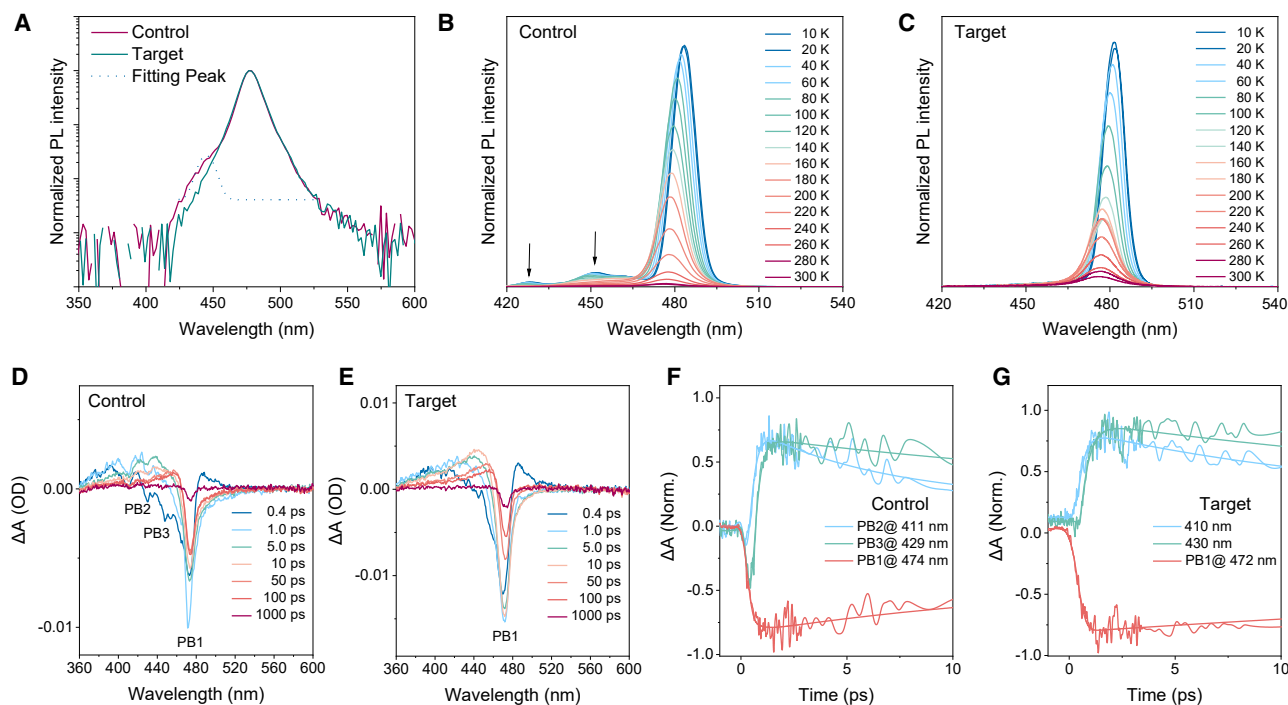 A
Control
Target
Fitting Peak
Normalized PL intensity
350 400 450 500 550 600
Wavelength (nm)
B
Control
10 K
20 K
40 K
60 K
80 K
100 K
120 K
140 K
160 K
180 K
200 K
220 K
240 K
260 K
280 K
300 K
Normalized PL intensity
420 450 480 510 540
Wavelength (nm)
C
Target
10 K
20 K
40 K
60 K
80 K
100 K
120 K
140 K
160 K
180 K
200 K
220 K
240 K
260 K
280 K
300 K
Normalized PL intensity
420 450 480 510 540
Wavelength (nm)
D
Control
0.00
-0.01
ΔA (OD)
PB2
PB3
PB1
0.4 ps
1.0 ps
5.0 ps
10 ps
50 ps
100 ps
1000 ps
360 400 440 480 520 560 600
Wavelength (nm)
E
Target
0.01
0.00
-0.01
ΔA (OD)
PB1
0.4 ps
1.0 ps
5.0 ps
10 ps
50 ps
100 ps
1000 ps
360 400 440 480 520 560 600
Wavelength (nm)
F
1.0
0.5
0.0
-0.5
-1.0
ΔA (Norm.)
Control
PB2@ 411 nm
PB3@ 429 nm
PB1@ 474 nm
0 5 10
Time (ps)
G
1.0
0.5
0.0
-0.5
-1.0
ΔA (Norm.)
Target
410 nm
430 nm
PB1@ 472 nm
0 5 10
Time (ps)